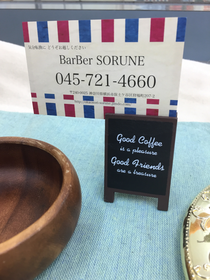 BarBer SORUNE
045-721-4660
Good Coffee
is a pleasure
Good Friends
are a treasure